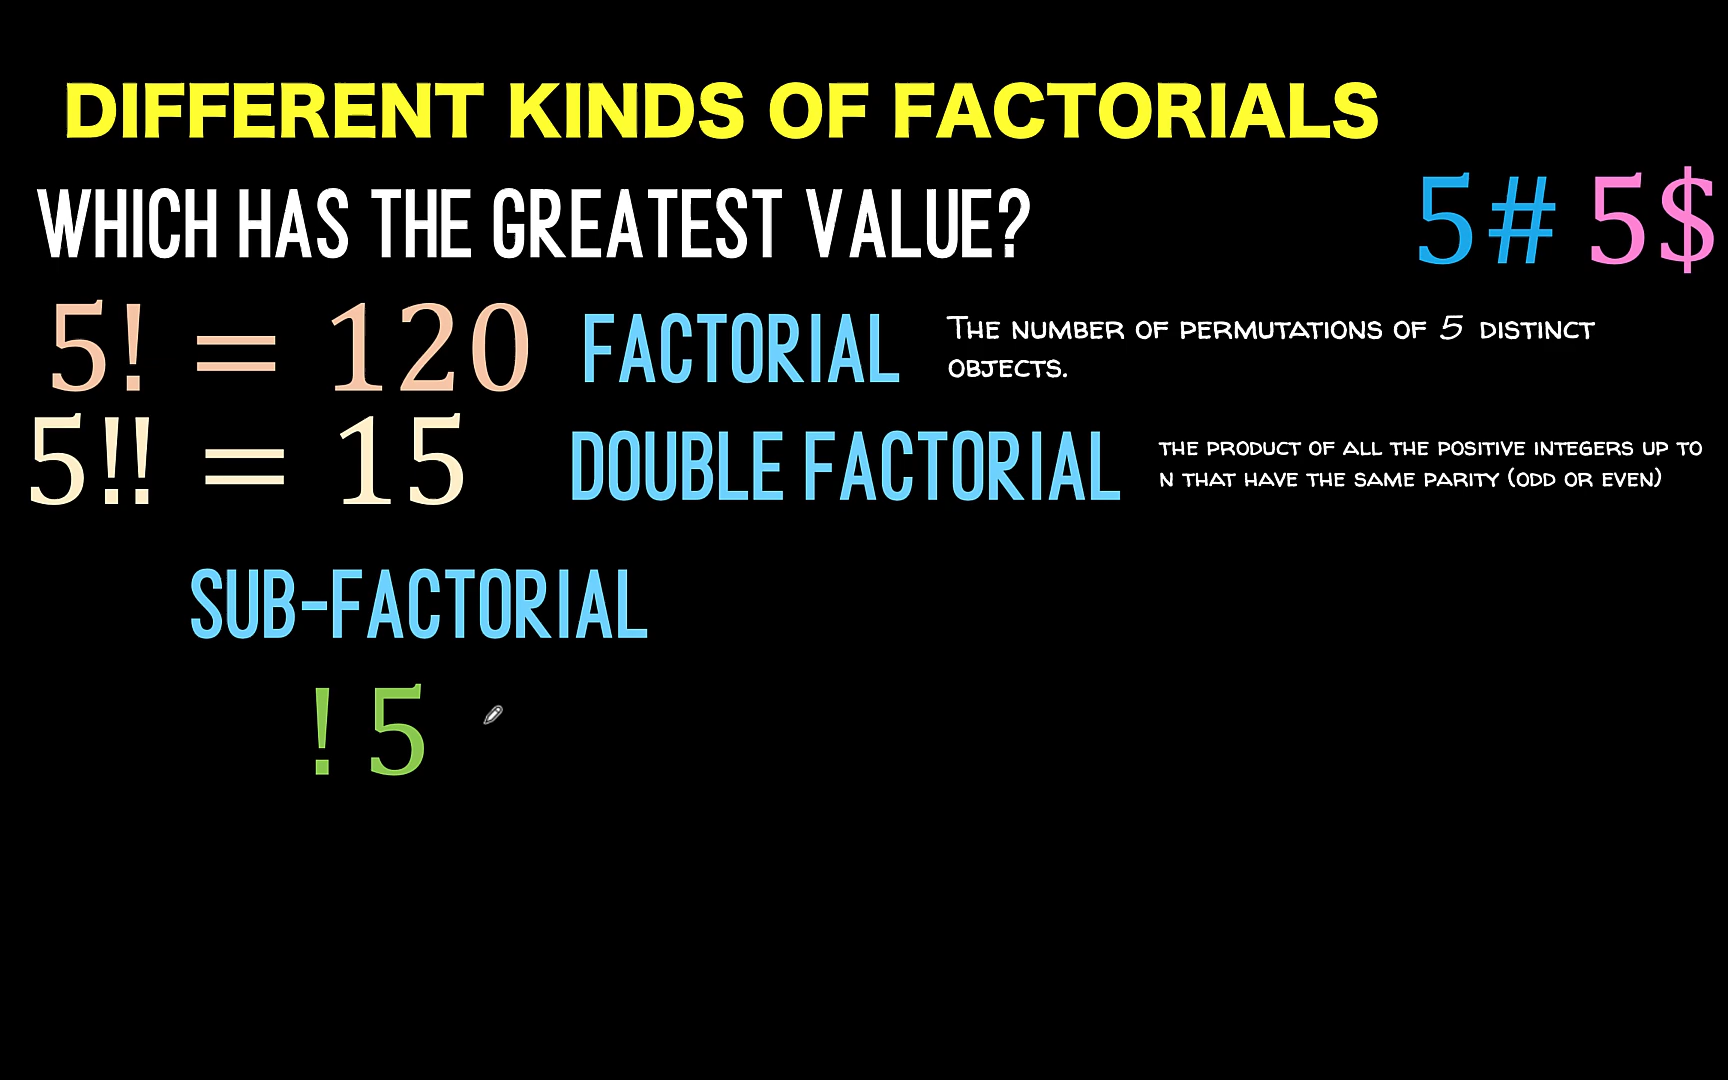 DIFFERENT KINDS OF FACTORIALS
WHICH HAS THE GREATEST VALUE?
5# 5$
5! = 120 FACTORIAL
THE NUMBER OF PERMUTATIONS OF 5 DISTINCT
OBJECTS.
5!! = 15 DOUBLE FACTORIAL
THE PRODUCT OF ALL THE POSITIVE INTEGERS UP TO
N THAT HAVE THE SAME PARITY (ODD OR EVEN)
SUB-FACTORIAL
!5